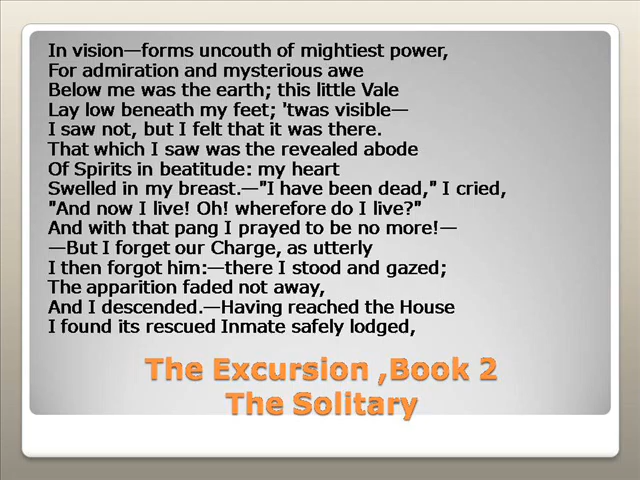 In vision—forms uncouth of mightiest power,
For admiration and mysterious awe
Below me was the earth; this little Vale
Lay low beneath my feet; 'twas visible—
I saw not, but I felt that it was there.
That which I saw was the revealed abode
Of Spirits in beatitude: my heart
Swelled in my breast.—"I have been dead," I cried,
"And now I live! Oh! wherefore do I live?"
And with that pang I prayed to be no more!—
—But I forget our Charge, as utterly
I then forgot him:—there I stood and gazed;
The apparition faded not away,
And I descended.—Having reached the House
I found its rescued Inmate safely lodged,
The Excursion ,Book 2
The Solitary